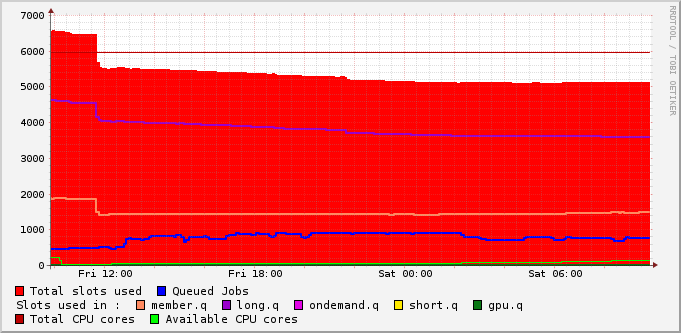 7000
6000
5000
4000
3000
2000
1000
0
Fri 12:00 Fri 18:00 Sat 00:00 Sat 06:00
RRDTOOL / TOBI OETIKER
Total slots used Queued Jobs
Slots used in : member.q long.q ondemand.q short.q gpu.q
Total CPU cores Available CPU cores